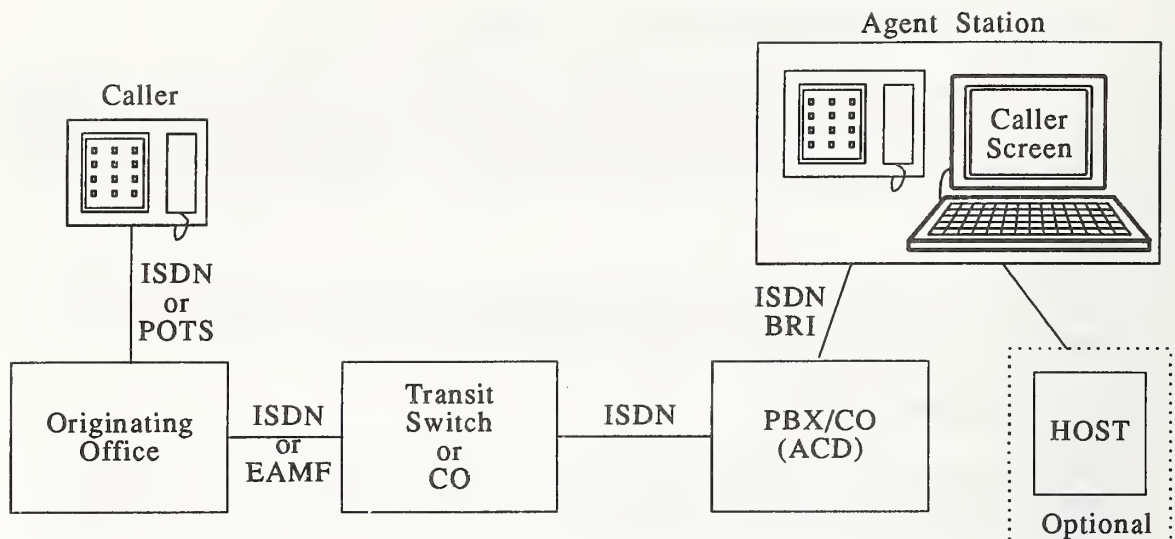 Agent Station
Caller
Caller
Screen
ISDN
or
POTS
ISDN
BRI
Originating
Office
ISDN
or
EAMF
Transit
Switch
or
CO
ISDN
PBX/CO
(ACD)
HOST
Optional